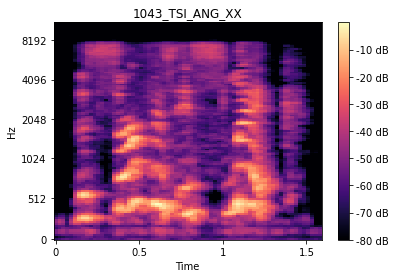 1043_TSI_ANG_XX
Hz
8192
4096
2048
1024
512
0
0
0.5
1
1.5
Time
-10 dB
-20 dB
-30 dB
-40 dB
-50 dB
-60 dB
-70 dB
-80 dB